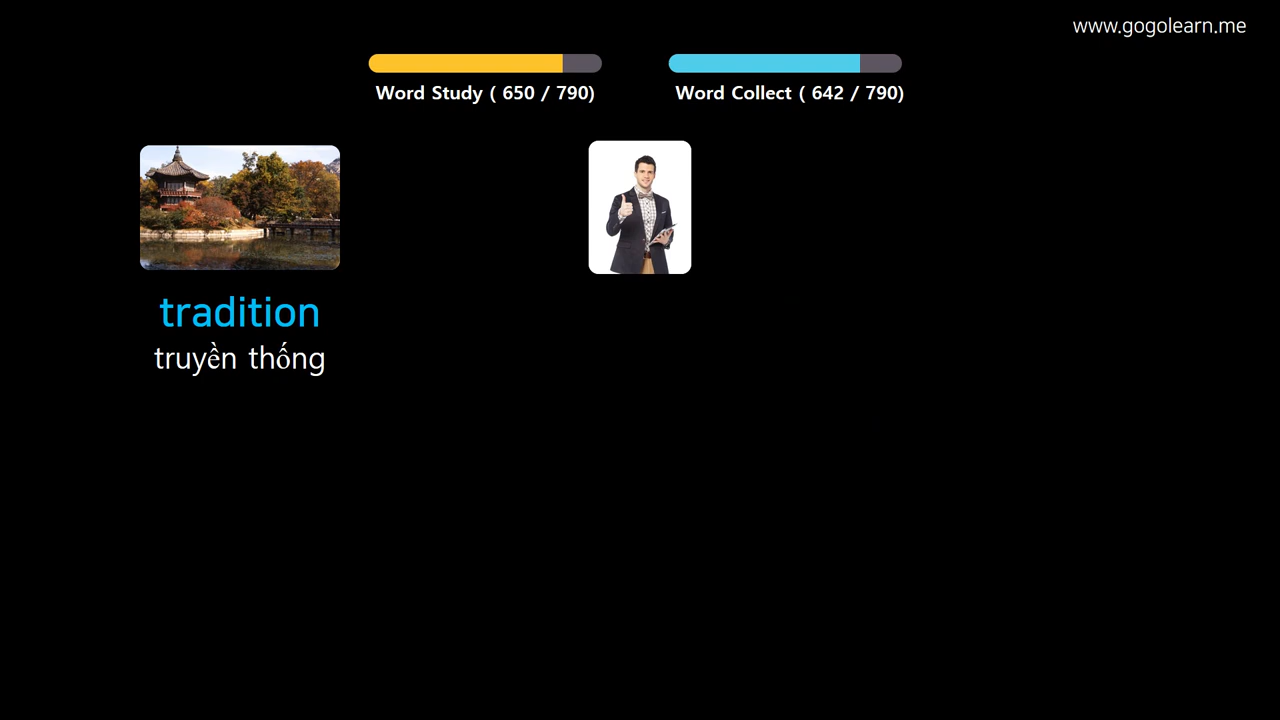 www.gogolearn.me
Word Study ( 650 / 790)
Word Collect ( 642 / 790)
tradition
truyền thống